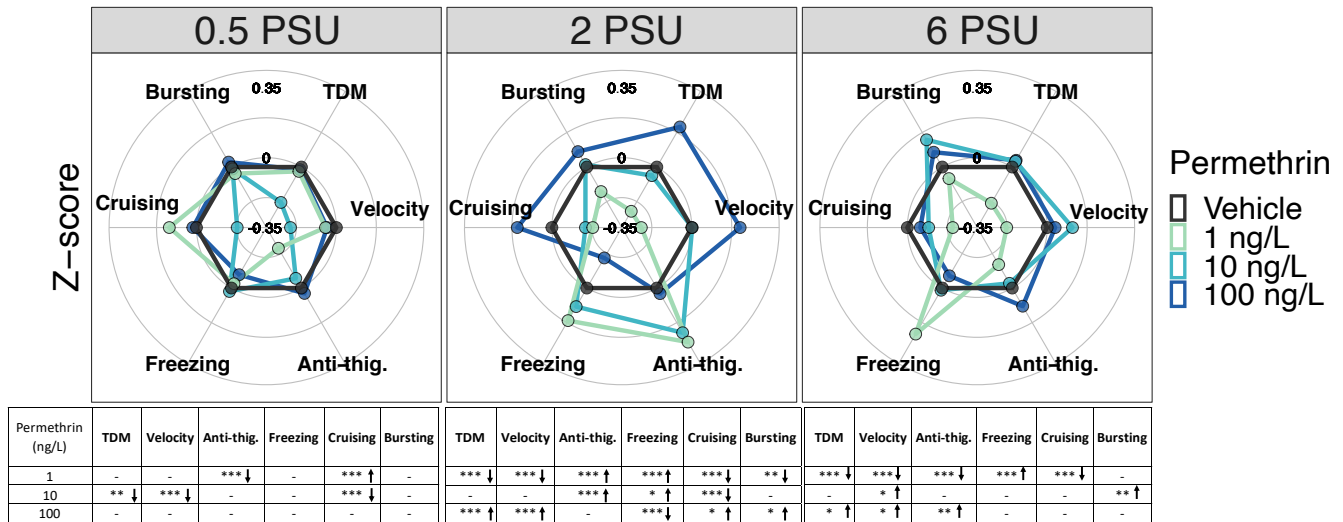 0.5 PSU 2 PSU 6 PSU
Z−score
Bursting 0.35 TDM
0
Cruising -0.35 Velocity
Freezing Anti-thig.
Bursting 0.35 TDM
0
Cruising -0.35 Velocity
Freezing Anti-thig.
Bursting 0.35 TDM
0
Cruising -0.35 Velocity
Freezing Anti-thig.
Permethrin
Vehicle
1 ng/L
10 ng/L
100 ng/L
Permethrin (ng/L) TDM Velocity Anti-thig. Freezing Cruising Bursting TDM Velocity Anti-thig. Freezing Cruising Bursting TDM Velocity Anti-thig. Freezing Cruising Bursting
1 - - ***↓ - ***↑ - ***↓ ***↓ ***↑ ***↑ ***↓ **↓ ***↓ ***↓ ***↓ ***↑ ***↓ -
10 **↓ ***↓ - - ***↓ - - - ***↑ *↑ ***↓ - - *↑ - - - **↑
100 - - - - - - ***↑ ***↑ - ***↓ *↑ *↑ *↑ *↑ **↑ - - -